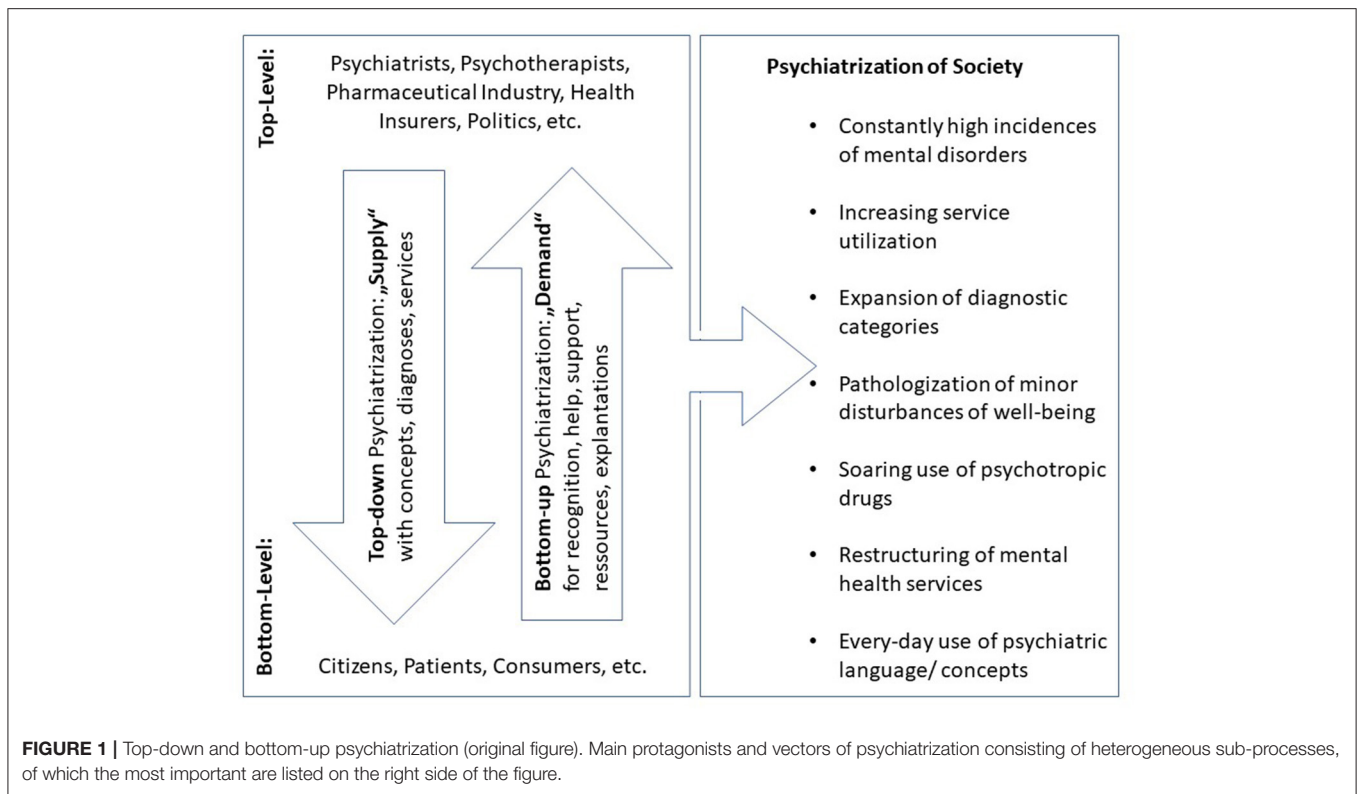 Top-Level:
Psychiatrists, Psychotherapists,
Pharmaceutical Industry, Health
Insurers, Politics, etc.
Top-down Psychiatrization: „Supply“
with concepts, diagnoses, services
Bottom-up Psychiatrization: „Demand“
for recognition, help, support,
ressources, explantations
Bottom-Level:
Citizens, Patients, Consumers, etc.
Psychiatrization of Society
• Constantly high incidences
of mental disorders
• Increasing service
utilization
• Expansion of diagnostic
categories
• Pathologization of minor
disturbances of well-being
• Soaring use of psychotropic
drugs
• Restructuring of mental
health services
• Every-day use of psychiatric
language/ concepts
FIGURE 1 | Top-down and bottom-up psychiatrization (original figure). Main protagonists and vectors of psychiatrization consisting of heterogeneous sub-processes,
of which the most important are listed on the right side of the figure.